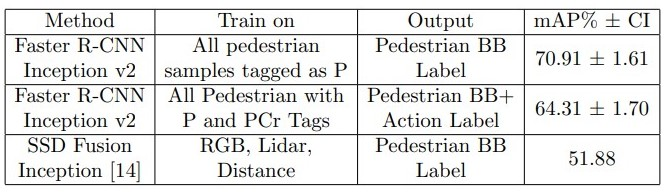 Method Train on Output mAP% ± CI
Faster R-CNN All pedestrian Pedestrian BB 70.91 ± 1.61
Inception v2 samples tagged as P Label
Faster R-CNN All Pedestrian with Pedestrian BB+ 64.31 ± 1.70
Inception v2 P and PCr Tags Action Label
SSD Fusion RGB, Lidar, Pedestrian BB 51.88
Inception [14] Distance Label